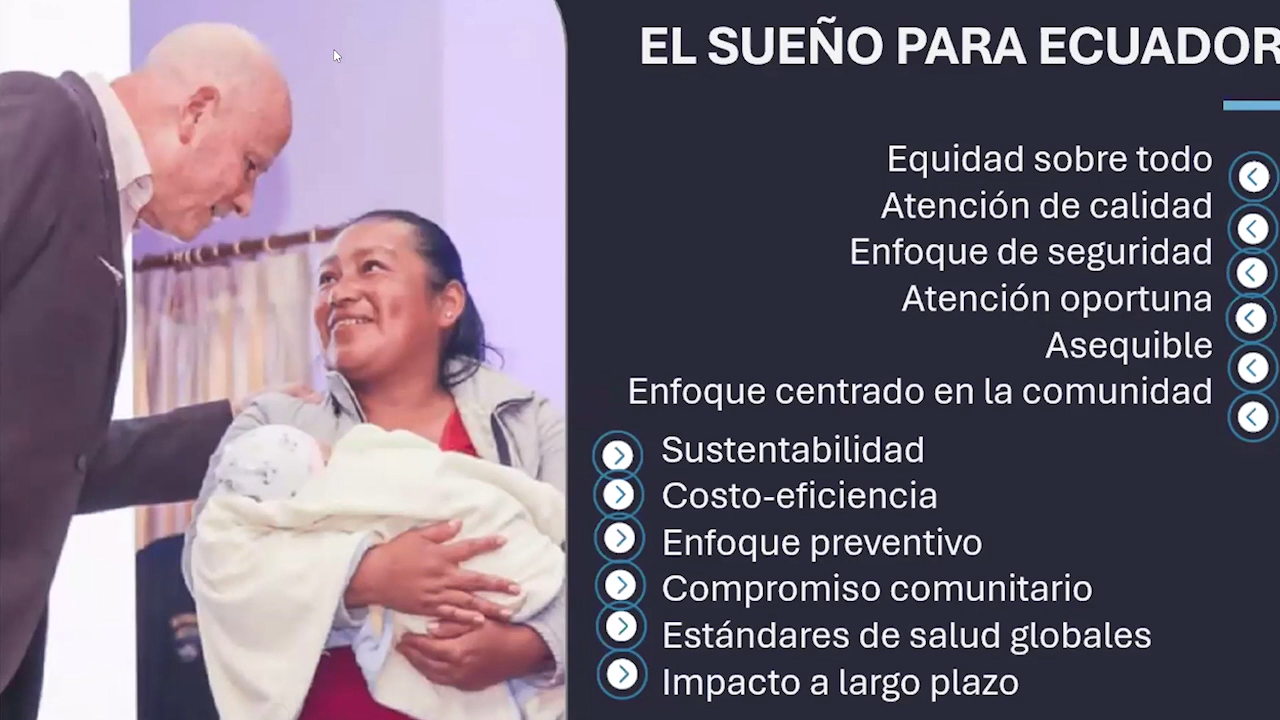 EL SUEÑO PARA ECUADOR
Equidad sobre todo
Atención de calidad
Enfoque de seguridad
Atención oportuna
Asequible
Enfoque centrado en la comunidad
Sustentabilidad
Costo-eficiencia
Enfoque preventivo
Compromiso comunitario
Estándares de salud globales
Impacto a largo plazo